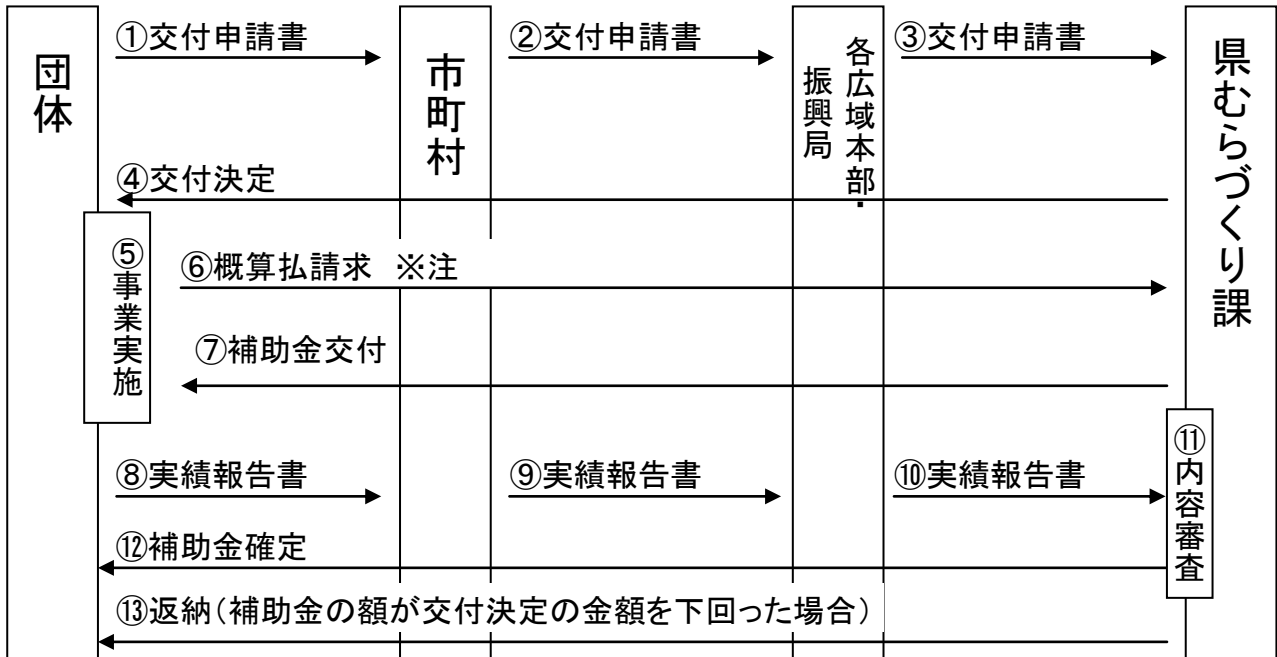 団体
市町村
各広域本部・
振興局
県むらづくり課
①交付申請書
②交付申請書
③交付申請書
④交付決定
⑤事業実施
⑥概算払請求 ※注
⑦補助金交付
⑧実績報告書
⑨実績報告書
⑩実績報告書
⑪内容審査
⑫補助金確定
⑬返納(補助金の額が交付決定の金額を下回った場合)